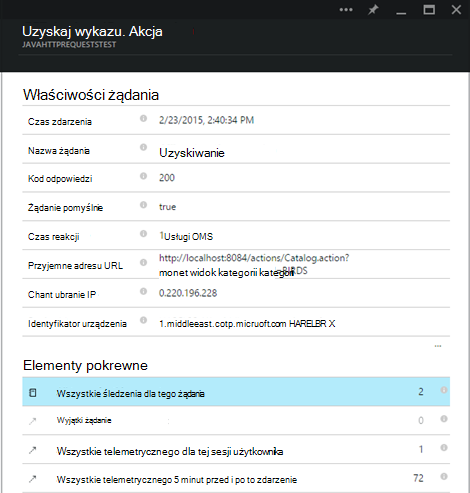 Uzyskaj wykazu. Akcja
JAVAHTTPREQUESTSTEST
Właściwości żądania
Czas zdarzenia 2/23/2015, 2:40:34 PM
Nazwa żądania Uzyskiwanie
Kod odpowiedzi 200
Żądanie pomyślnie true
Czas reakcji 1Usługi OMS
Przyjemne adresu URL http://localhost:8084/actions/Catalog.action?
monet widok kategorii kategorii RDS
Chant ubranie IP 0.220.196.228
Identyfikator urządzenia 1.middleeast.cotp.micruoft.com HARELBR X
...
Elementy pokrewne
Wszystkie śledzenia dla tego żądania 2
Wyjątki żądanie 0
Wszystkie telemetrycznego dla tej sesji użytkownika 1
Wszystkie telemetrycznego 5 minut przed i po to zdarzenie 72